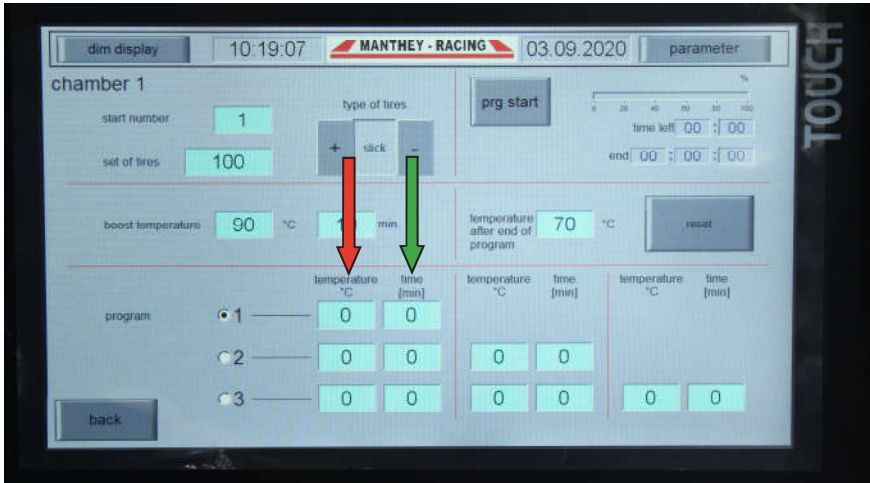 dim display 10:19:07 MANTHEY - RACING 03.09.2020 parameter
TOUCH
chamber 1
start number 1
set of tires 100
type of tires
+ slick -
prg start
%
0 20 40 60 80 100
time left 00 : 00
end 00 : 00 : 00
boost temperature 90 °C min.
temperature after end of program 70 °C
reset
temperature °C time [min] temperature °C time [min] temperature °C time [min]
program 1 0 0
2 0 0 0 0
3 0 0 0 0 0 0
back